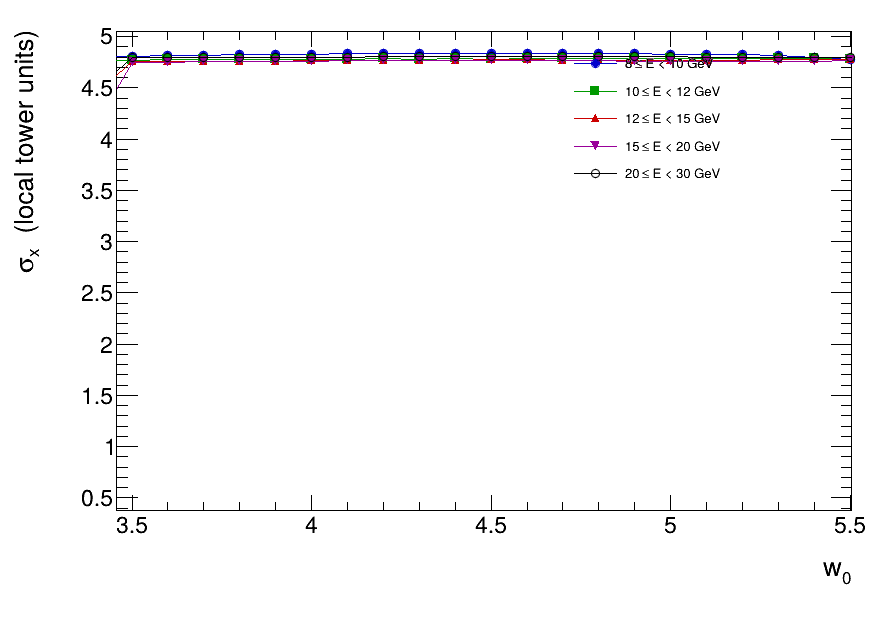 σx (local tower units)
5
4.5
4
3.5
3
2.5
2
1.5
1
0.5
8 ≤ E < 10 GeV
10 ≤ E < 12 GeV
12 ≤ E < 15 GeV
15 ≤ E < 20 GeV
20 ≤ E < 30 GeV
3.5 4 4.5 5 5.5
w0